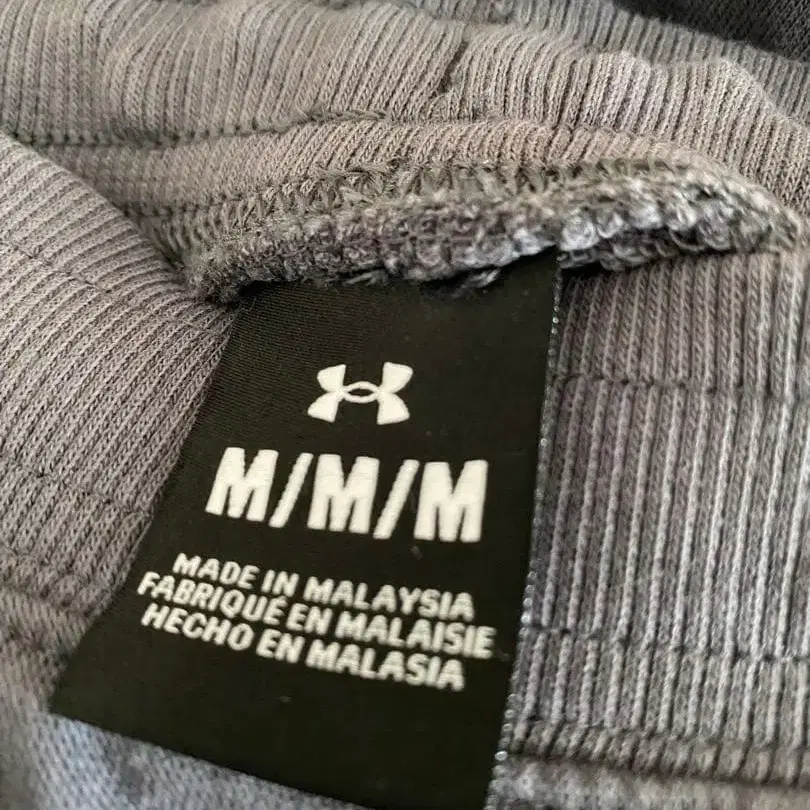 M/M/M
MADE IN MALAYSIA
FABRIQUÉ EN MALAISIE
HECHO EN MALASIA